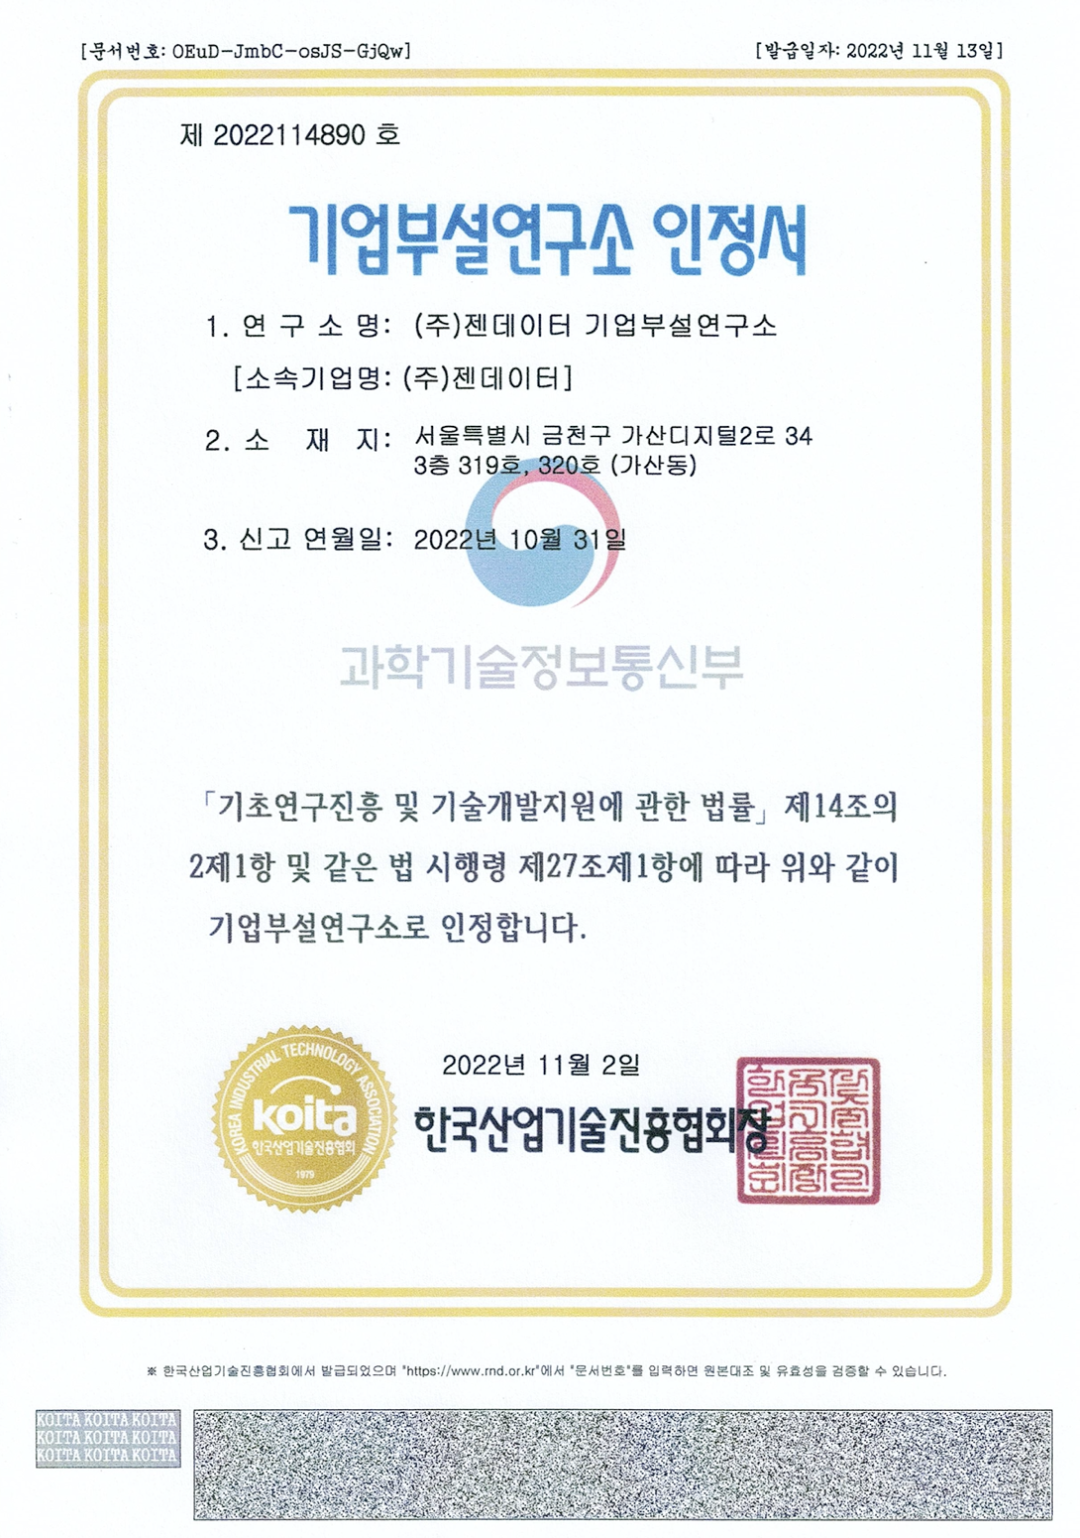 [문서번호: OEuD-JmbC-osJS-GjQw]
[발급일자: 2022년 11월 13일]
제 2022114890 호
기업부설연구소 인정서
1. 연 구 소 명: (주)젠데이터 기업부설연구소
[소속기업명: (주)젠데이터]
2. 소 재 지: 서울특별시 금천구 가산디지털2로 34
3층 319호, 320호 (가산동)
3. 신고 연월일: 2022년 10월 31일
과학기술정보통신부
「기초연구진흥 및 기술개발지원에 관한 법률」 제14조의
2제1항 및 같은 법 시행령 제27조제1항에 따라 위와 같이
기업부설연구소로 인정합니다.
2022년 11월 2일
한국산업기술진흥협회장
KOREA INDUSTRIAL TECHNOLOGY ASSOCIATION
koita
한국산업기술진흥협회
1979
※ 한국산업기술진흥협회에서 발급되었으며 "https://www.rnd.or.kr"에서 "문서번호"를 입력하면 원본대조 및 유효성을 검증할 수 있습니다.
KOITA KOITA KOITA
KOITA KOITA KOITA
KOITA KOITA KOITA